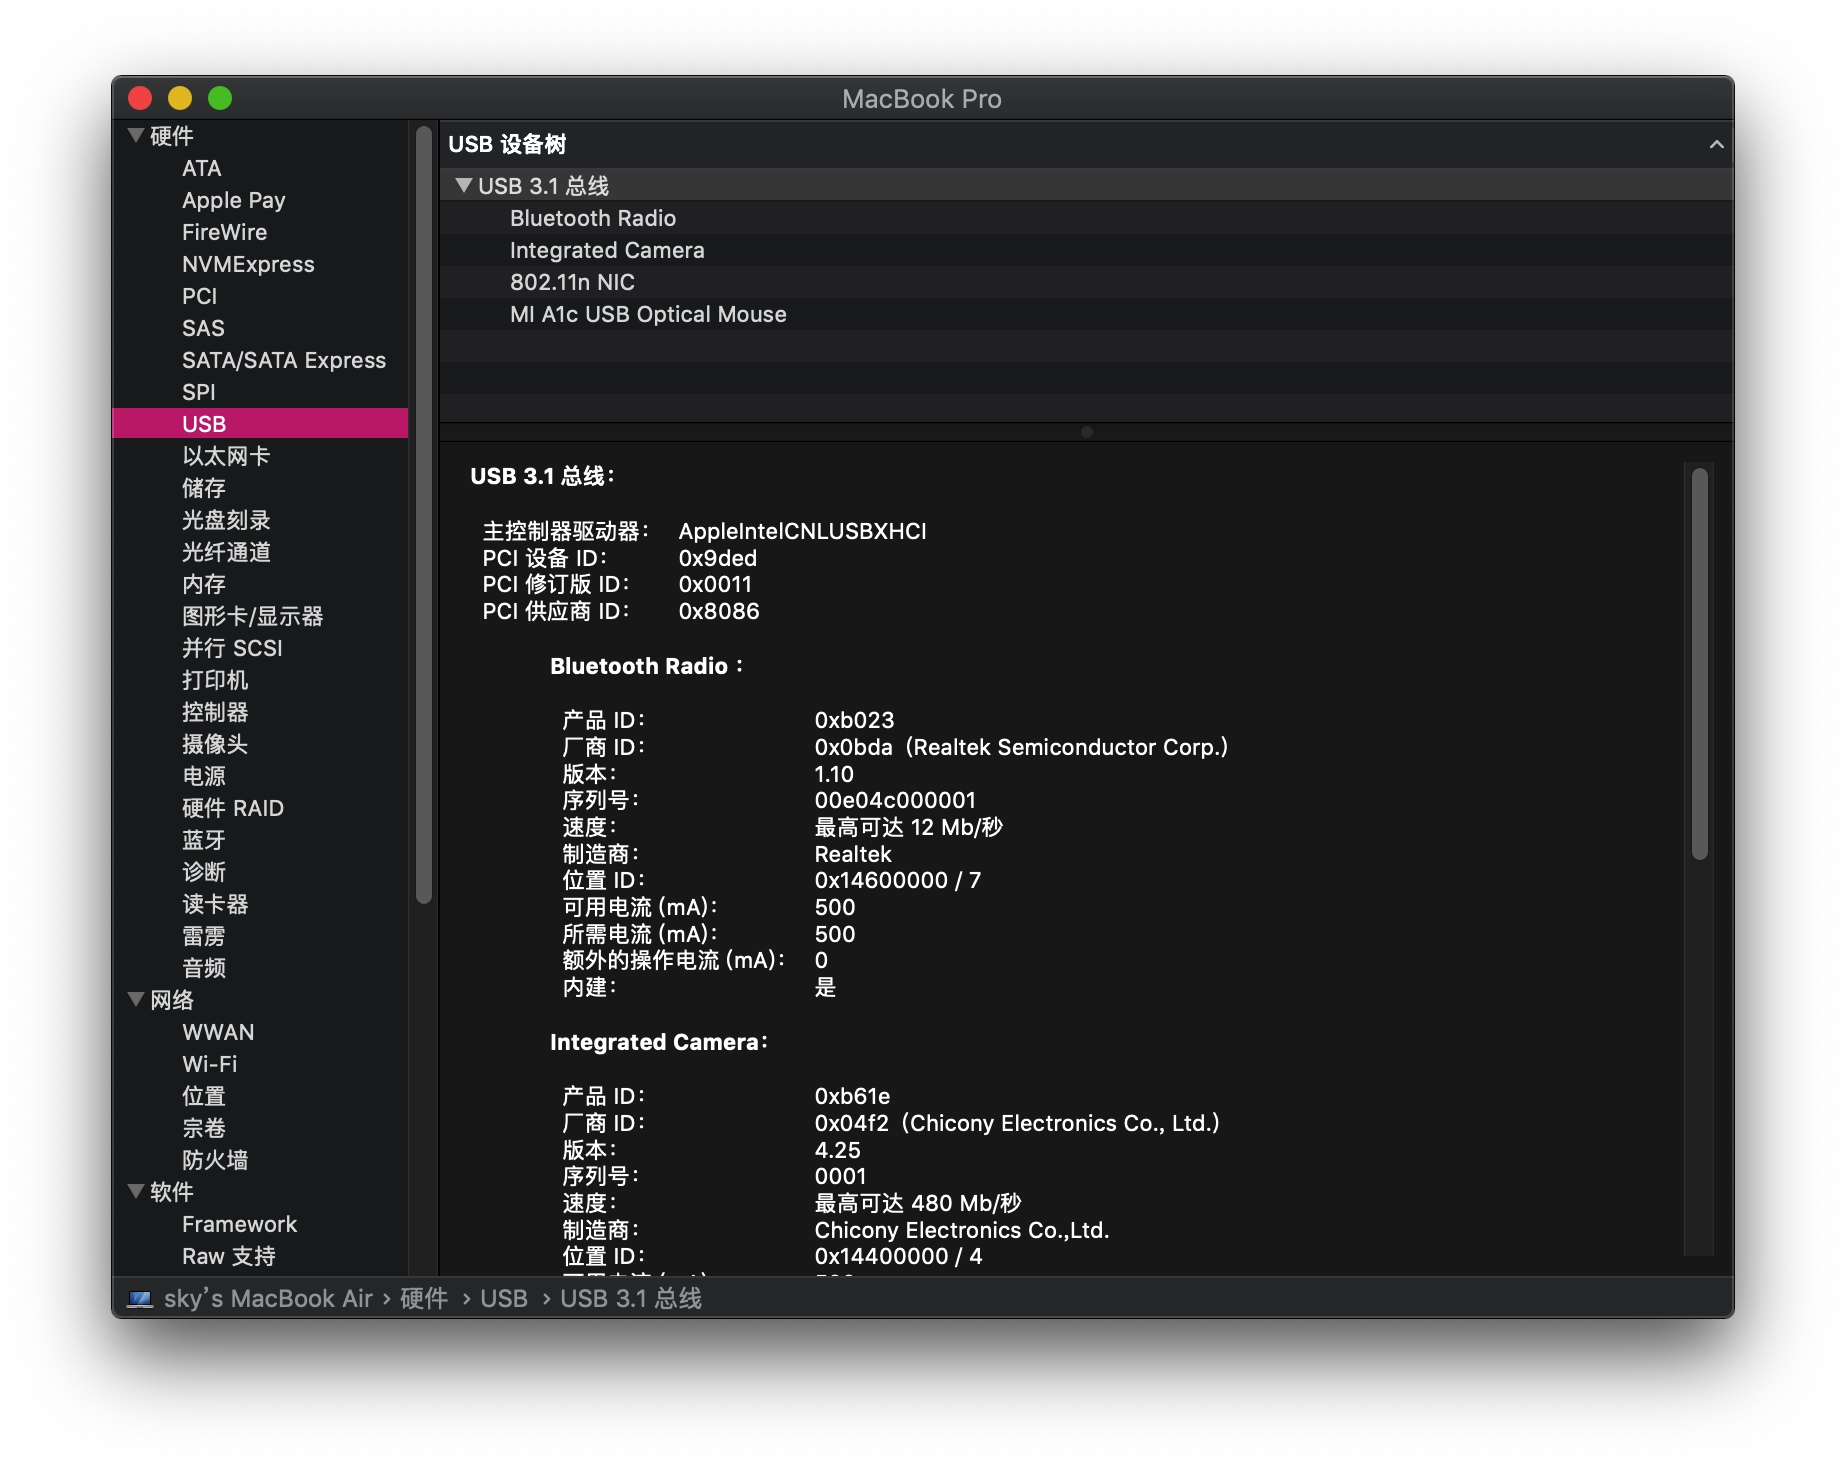 MacBook Pro
硬件
ATA
Apple Pay
FireWire
NVMExpress
PCI
SAS
SATA/SATA Express
SPI
USB
以太网卡
储存
光盘刻录
光纤通道
内存
图形卡/显示器
并行 SCSI
打印机
控制器
摄像头
电源
硬件 RAID
蓝牙
诊断
读卡器
雷雳
音频
网络
WWAN
Wi-Fi
位置
宗卷
防火墙
软件
Framework
Raw 支持
USB 设备树
USB 3.1 总线
Bluetooth Radio
Integrated Camera
802.11n NIC
MI A1c USB Optical Mouse
USB 3.1 总线：
主控制器驱动器： AppleIntelCNLUSBXHCI
PCI 设备 ID： 0x9ded
PCI 修订版 ID： 0x0011
PCI 供应商 ID： 0x8086
Bluetooth Radio ：
产品 ID： 0xb023
厂商 ID： 0x0bda（Realtek Semiconductor Corp.）
版本： 1.10
序列号： 00e04c000001
速度： 最高可达 12 Mb/秒
制造商： Realtek
位置 ID： 0x14600000 / 7
可用电流 (mA)： 500
所需电流 (mA)： 500
额外的操作电流 (mA)： 0
内建： 是
Integrated Camera：
产品 ID： 0xb61e
厂商 ID： 0x04f2（Chicony Electronics Co., Ltd.）
版本： 4.25
序列号： 0001
速度： 最高可达 480 Mb/秒
制造商： Chicony Electronics Co.,Ltd.
位置 ID： 0x14400000 / 4
sky’s MacBook Air › 硬件 › USB › USB 3.1 总线